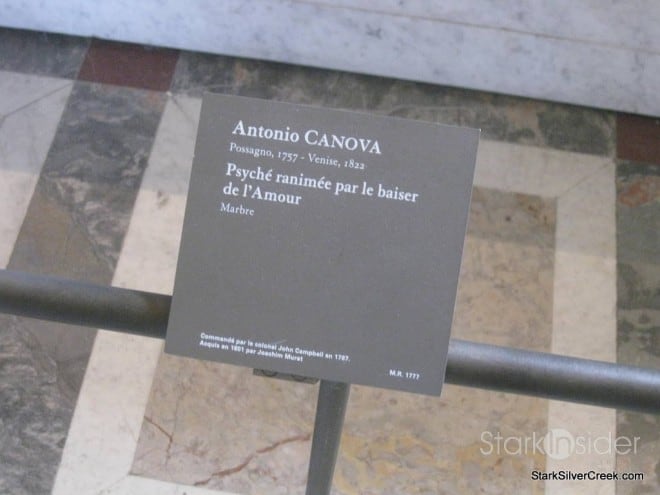 Antonio CANOVA
Possagno, 1757 - Venise, 1822
Psyché ranimée par le baiser
de l'Amour
Marbre
Commandé par le colonel John Campbell en 1787.
Acquis en 1801 par Joachim Murat
M.R. 1777
StarkInsider
StarkSilverCreek.com